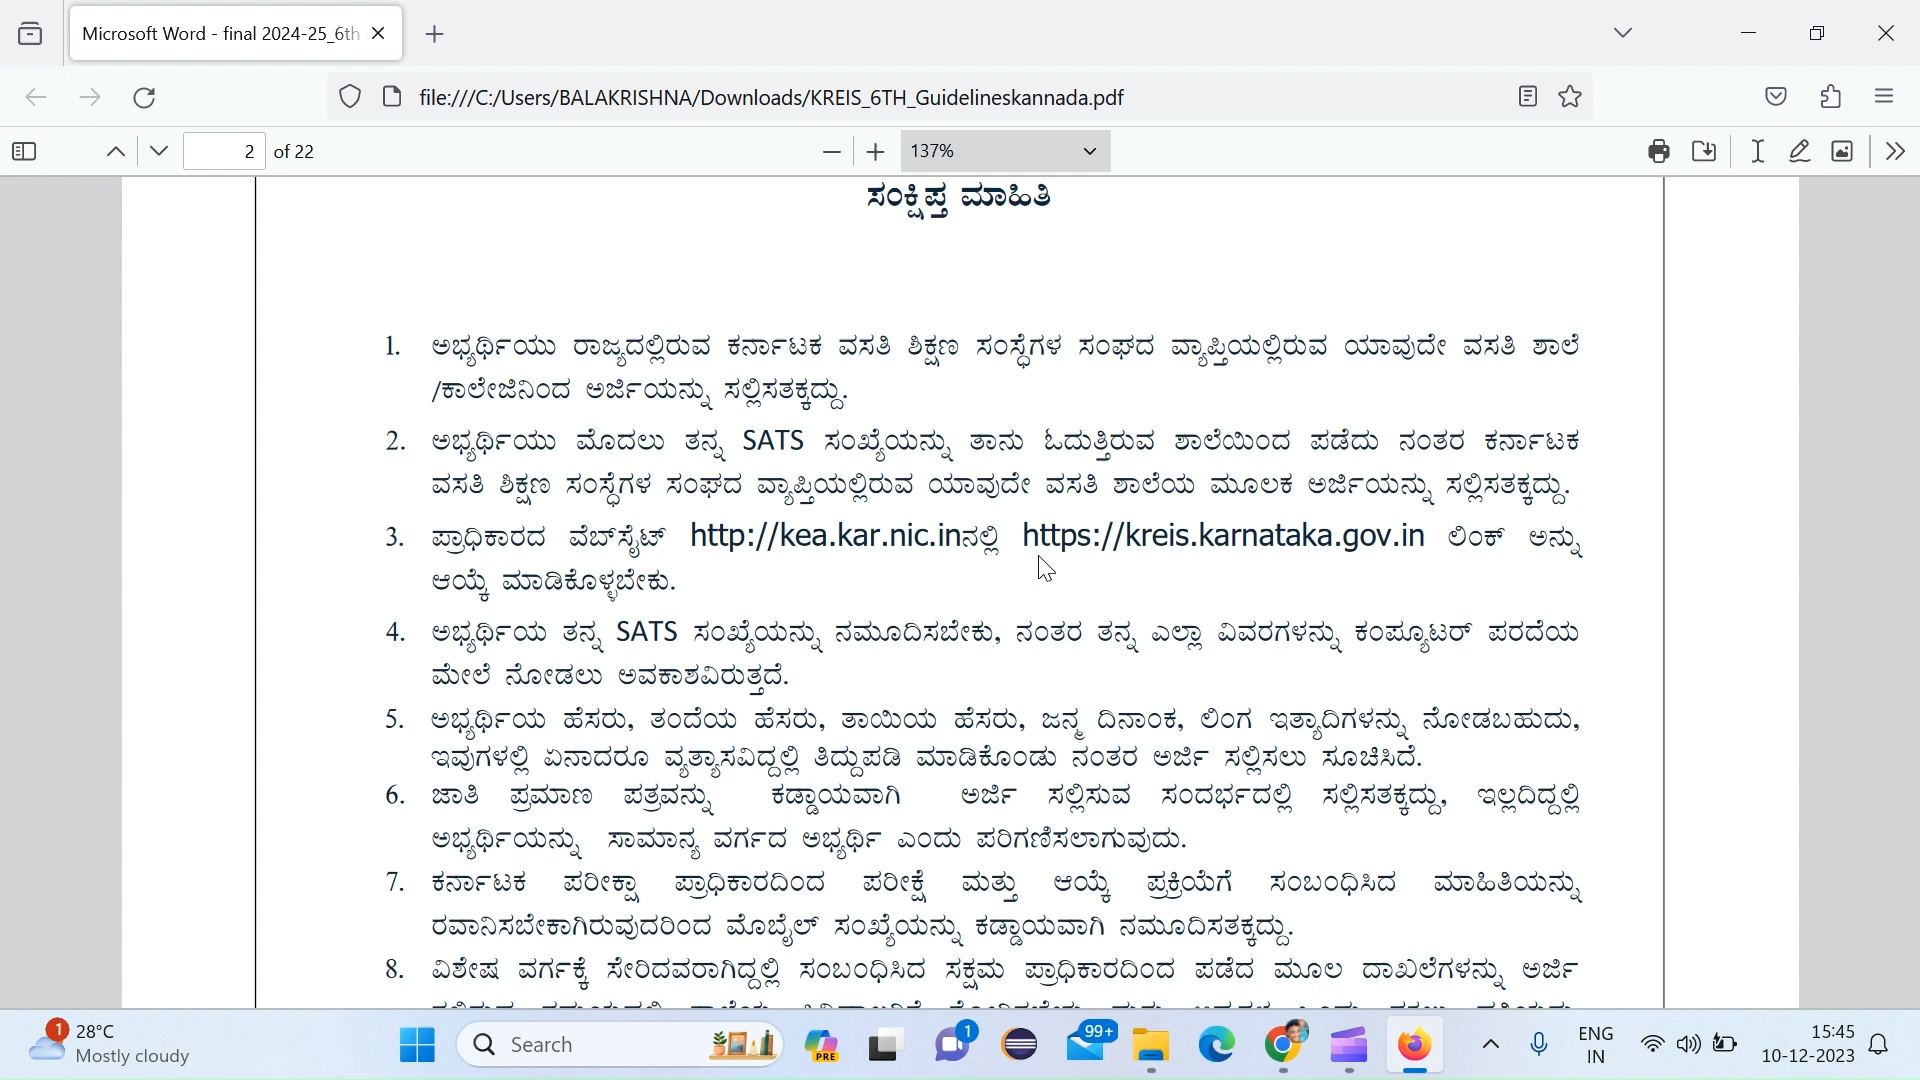 Microsoft Word - final 2024-25_6th
file:///C:/Users/BALAKRISHNA/Downloads/KREIS_6TH_Guidelineskannada.pdf
2 of 22
137%
ಸಂಕ್ಷಿಪ್ತ ಮಾಹಿತಿ
1. ಅಭ್ಯರ್ಥಿಯು ರಾಜ್ಯದಲ್ಲಿರುವ ಕರ್ನಾಟಕ ವಸತಿ ಶಿಕ್ಷಣ ಸಂಸ್ಥೆಗಳ ಸಂಘದ ವ್ಯಾಪ್ತಿಯಲ್ಲಿರುವ ಯಾವುದೇ ವಸತಿ ಶಾಲೆ
/ಕಾಲೇಜಿನಿಂದ ಅರ್ಜಿಯನ್ನು ಸಲ್ಲಿಸತಕ್ಕದ್ದು.
2. ಅಭ್ಯರ್ಥಿಯು ಮೊದಲು ತನ್ನ SATS ಸಂಖ್ಯೆಯನ್ನು ತಾನು ಓದುತ್ತಿರುವ ಶಾಲೆಯಿಂದ ಪಡೆದು ನಂತರ ಕರ್ನಾಟಕ
ವಸತಿ ಶಿಕ್ಷಣ ಸಂಸ್ಥೆಗಳ ಸಂಘದ ವ್ಯಾಪ್ತಿಯಲ್ಲಿರುವ ಯಾವುದೇ ವಸತಿ ಶಾಲೆಯ ಮೂಲಕ ಅರ್ಜಿಯನ್ನು ಸಲ್ಲಿಸತಕ್ಕದ್ದು.
3. ಪ್ರಾಧಿಕಾರದ ವೆಬ್‌ಸೈಟ್ http://kea.kar.nic.inನಲ್ಲಿ https://kreis.karnataka.gov.in ಲಿಂಕ್ ಅನ್ನು
ಆಯ್ಕೆ ಮಾಡಿಕೊಳ್ಳಬೇಕು.
4. ಅಭ್ಯರ್ಥಿಯ ತನ್ನ SATS ಸಂಖ್ಯೆಯನ್ನು ನಮೂದಿಸಬೇಕು, ನಂತರ ತನ್ನ ಎಲ್ಲಾ ವಿವರಗಳನ್ನು ಕಂಪ್ಯೂಟರ್ ಪರದೆಯ
ಮೇಲೆ ನೋಡಲು ಅವಕಾಶವಿರುತ್ತದೆ.
5. ಅಭ್ಯರ್ಥಿಯ ಹೆಸರು, ತಂದೆಯ ಹೆಸರು, ತಾಯಿಯ ಹೆಸರು, ಜನ್ಮ ದಿನಾಂಕ, ಲಿಂಗ ಇತ್ಯಾದಿಗಳನ್ನು ನೋಡಬಹುದು,
ಇವುಗಳಲ್ಲಿ ಏನಾದರೂ ವ್ಯತ್ಯಾಸವಿದ್ದಲ್ಲಿ ತಿದ್ದುಪಡಿ ಮಾಡಿಕೊಂಡು ನಂತರ ಅರ್ಜಿ ಸಲ್ಲಿಸಲು ಸೂಚಿಸಿದೆ.
6. ಜಾತಿ ಪ್ರಮಾಣ ಪತ್ರವನ್ನು ಕಡ್ಡಾಯವಾಗಿ ಅರ್ಜಿ ಸಲ್ಲಿಸುವ ಸಂದರ್ಭದಲ್ಲಿ ಸಲ್ಲಿಸತಕ್ಕದ್ದು, ಇಲ್ಲದಿದ್ದಲ್ಲಿ
ಅಭ್ಯರ್ಥಿಯನ್ನು ಸಾಮಾನ್ಯ ವರ್ಗದ ಅಭ್ಯರ್ಥಿ ಎಂದು ಪರಿಗಣಿಸಲಾಗುವುದು.
7. ಕರ್ನಾಟಕ ಪರೀಕ್ಷಾ ಪ್ರಾಧಿಕಾರದಿಂದ ಪರೀಕ್ಷೆ ಮತ್ತು ಆಯ್ಕೆ ಪ್ರಕ್ರಿಯೆಗೆ ಸಂಬಂಧಿಸಿದ ಮಾಹಿತಿಯನ್ನು
ರವಾನಿಸಬೇಕಾಗಿರುವುದರಿಂದ ಮೊಬೈಲ್ ಸಂಖ್ಯೆಯನ್ನು ಕಡ್ಡಾಯವಾಗಿ ನಮೂದಿಸತಕ್ಕದ್ದು.
8. ವಿಶೇಷ ವರ್ಗಕ್ಕೆ ಸೇರಿದವರಾಗಿದ್ದಲ್ಲಿ ಸಂಬಂಧಿಸಿದ ಸಕ್ಷಮ ಪ್ರಾಧಿಕಾರದಿಂದ ಪಡೆದ ಮೂಲ ದಾಖಲೆಗಳನ್ನು ಅರ್ಜಿ
1 28°C
Mostly cloudy
Search
PRE
1
99+
ENG
IN
15:45
10-12-2023